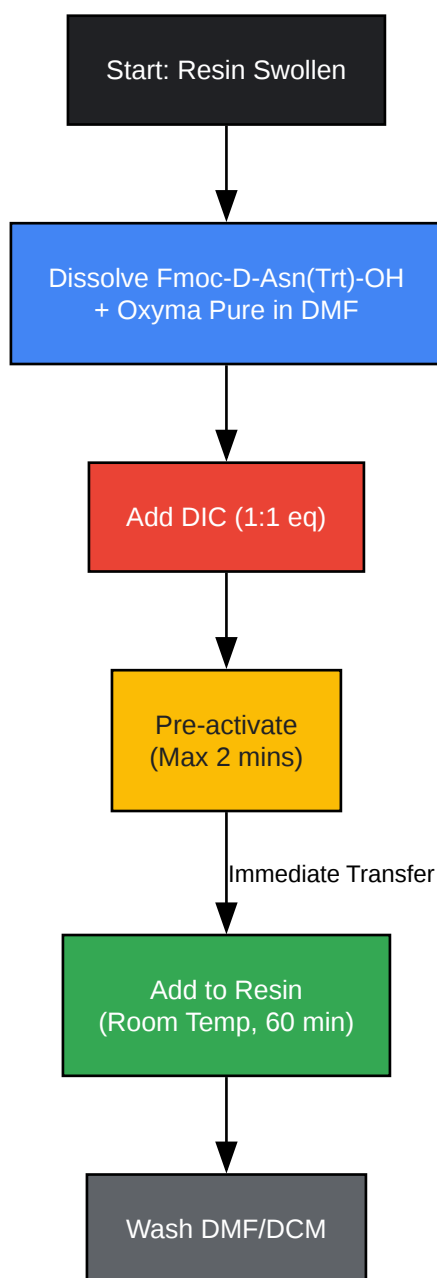 Start: Resin Swollen
Dissolve Fmoc-D-Asn(Trt)-OH
+ Oxyma Pure in DMF
Add DIC (1:1 eq)
Pre-activate
(Max 2 mins)
Immediate Transfer
Add to Resin
(Room Temp, 60 min)
Wash DMF/DCM